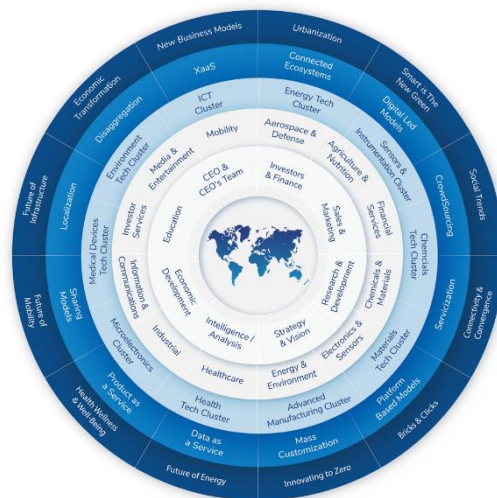 New Business Models
Urbanization
Smart is The
New Green
Social Trends
Connectivity &
Convergence
Bricks & Clicks
Innovating to Zero
Future of Energy
Health Wellness
& Well-Being
Future of
Mobility
Future of
Infrastructure
Economic
Transformation
XaaS
Connected
Ecosystems
Digital Led
Models
CrowdSourcing
Servicization
Platform
Based Models
Mass
Customization
Data as
a Service
Product as
a Service
Sharing
Models
Localization
Disaggregation
ICT
Cluster
Energy Tech
Cluster
Sensors &
Instrumentation Cluster
Chemcials
Tech Cluster
Materials
Tech Cluster
Advanced
Manufacturing Cluster
Health
Tech Cluster
Microelectronics
Cluster
Medical Devices
Tech Cluster
Environment
Tech Cluster
Mobility
Aerospace &
Defense
Agriculture &
Nutrition
Financial
Services
Chemicals &
Materials
Electronics &
Sensors
Energy &
Environment
Healthcare
Industrial
Information &
Communications
Investor
Services
Media &
Entertainment
CEO &
CEO's Team
Investors
& Finance
Sales &
Marketing
Research &
Development
Strategy
& Vision
Intelligence /
Analysis
Economic
Development
Education